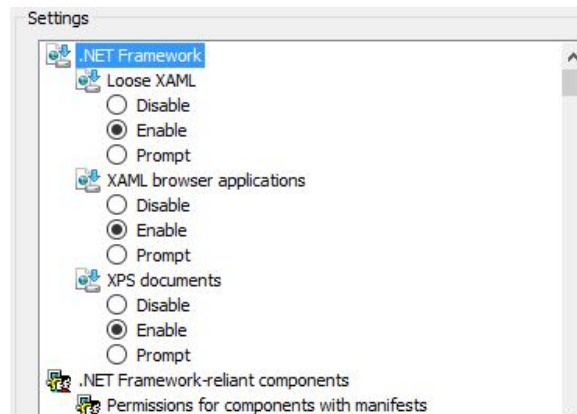 Settings
.NET Framework
Loose XAML
Disable
Enable
Prompt
XAML browser applications
Disable
Enable
Prompt
XPS documents
Disable
Enable
Prompt
.NET Framework-reliant components
Permissions for components with manifests